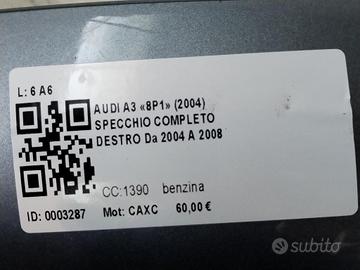 L: 6 A6
AUDI A3 «8P1» (2004)
SPECCHIO COMPLETO
DESTRO Da 2004 A 2008
CC:1390 benzina
ID: 0003287 Mot: CAXC 60,00 €
subito